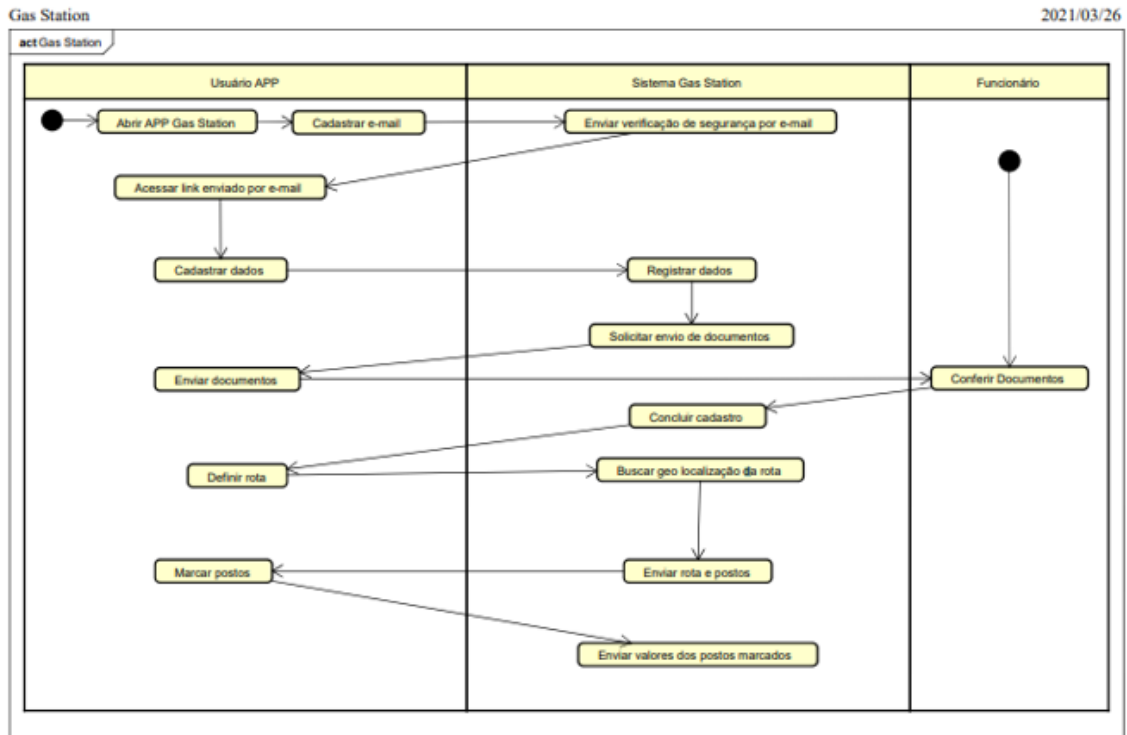 Gas Station 2021/03/26
act Gas Station
Usuário APP Sistema Gas Station Funcionário
Abrir APP Gas Station Cadastrar e-mail Enviar verificação de segurança por e-mail
Acessar link enviado por e-mail
Cadastrar dados Registrar dados
Solicitar envio de documentos
Enviar documentos Conferir Documentos
Concluir cadastro
Definir rota Buscar geo localização da rota
Marcar postos Enviar rota e postos
Enviar valores dos postos marcados